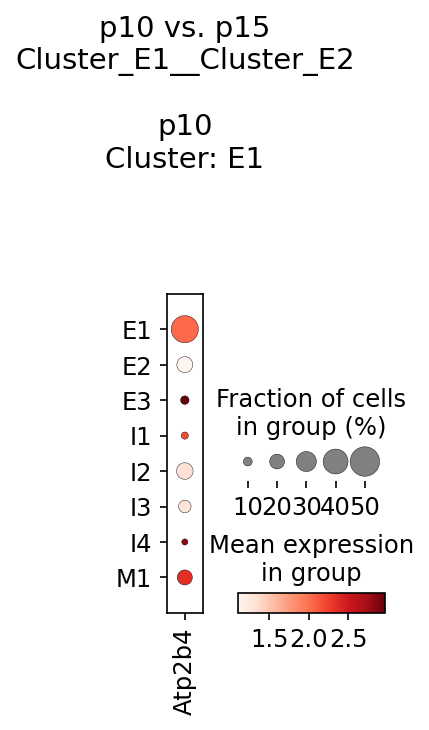 p10 vs. p15
Cluster_E1__Cluster_E2
p10
Cluster: E1
E1
E2
E3
I1
I2
I3
I4
M1
Atp2b4
Fraction of cells
in group (%)
10 20 30 40 50
Mean expression
in group
1.5 2.0 2.5